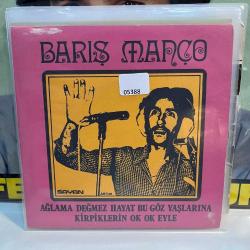 BARIŞ MANÇO
05388
SAYAN
AĞLAMA DEĞMEZ HAYAT BU GÖZ YAŞLARINA
KİRPİKLERİN OK OK EYLE